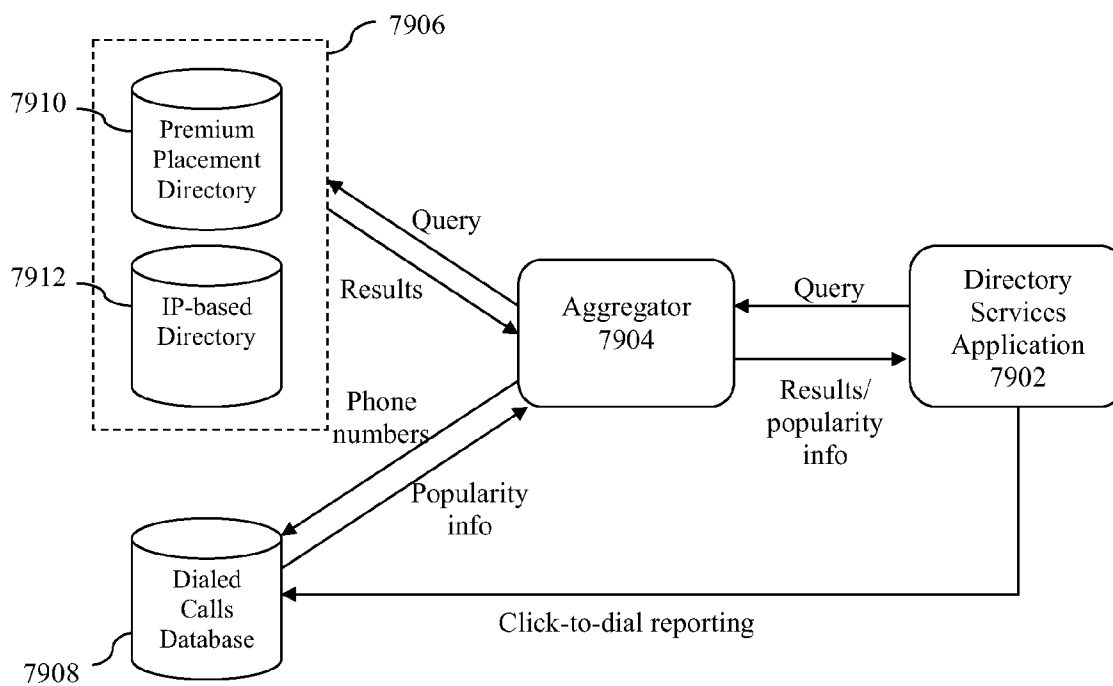 7906
7910
Premium
Placement
Directory
7912
IP-based
Directory
Query
Results
Aggregator
7904
Query
Results/
popularity
info
Directory
Services
Application
7902
Phone
numbers
Popularity
info
Dialed
Calls
Database
7908
Click-to-dial reporting